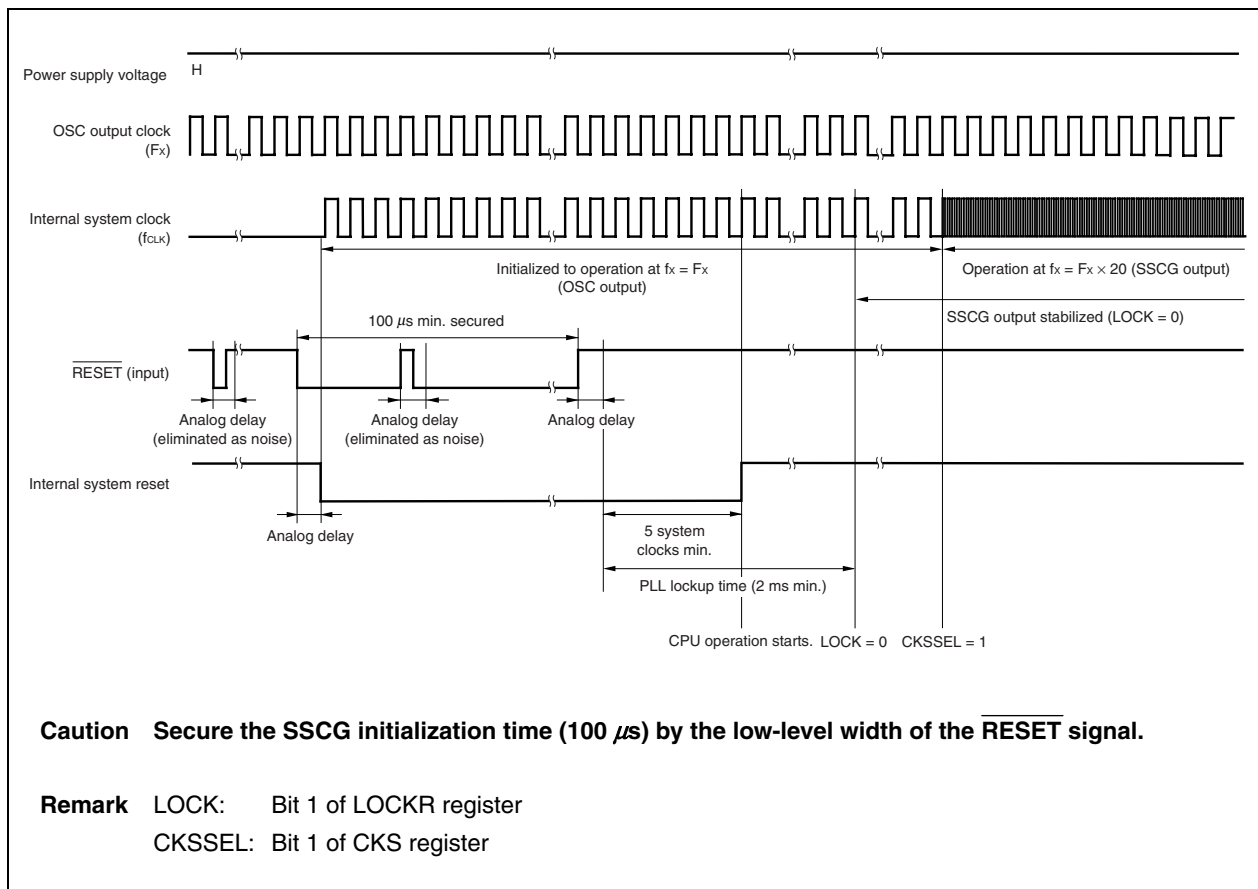 Power supply voltage
H
OSC output clock
(Fx)
Internal system clock
(fCLK)
Initialized to operation at fx = Fx
(OSC output)
Operation at fx = Fx × 20 (SSCG output)
SSCG output stabilized (LOCK = 0)
100 μs min. secured
RESET (input)
Analog delay
(eliminated as noise)
Analog delay
(eliminated as noise)
Analog delay
Internal system reset
Analog delay
5 system
clocks min.
PLL lockup time (2 ms min.)
CPU operation starts. LOCK = 0 CKSSEL = 1
Caution Secure the SSCG initialization time (100 μs) by the low-level width of the RESET signal.
Remark LOCK: Bit 1 of LOCKR register
CKSSEL: Bit 1 of CKS register